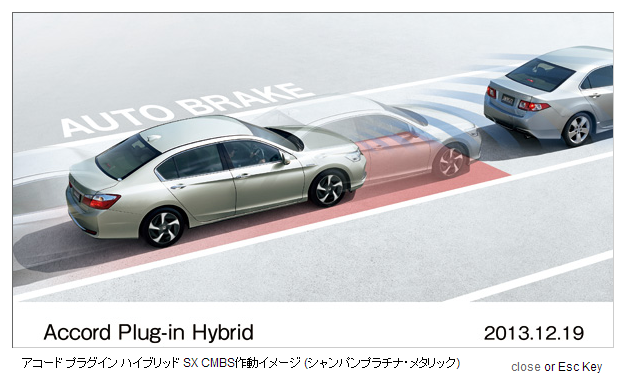 AUTO BRAKE
Accord Plug-in Hybrid 2013.12.19
アコード プラグイン ハイブリッド SX CMBS作動イメージ (シャンパンプラチナ・メタリック)
close or Esc Key